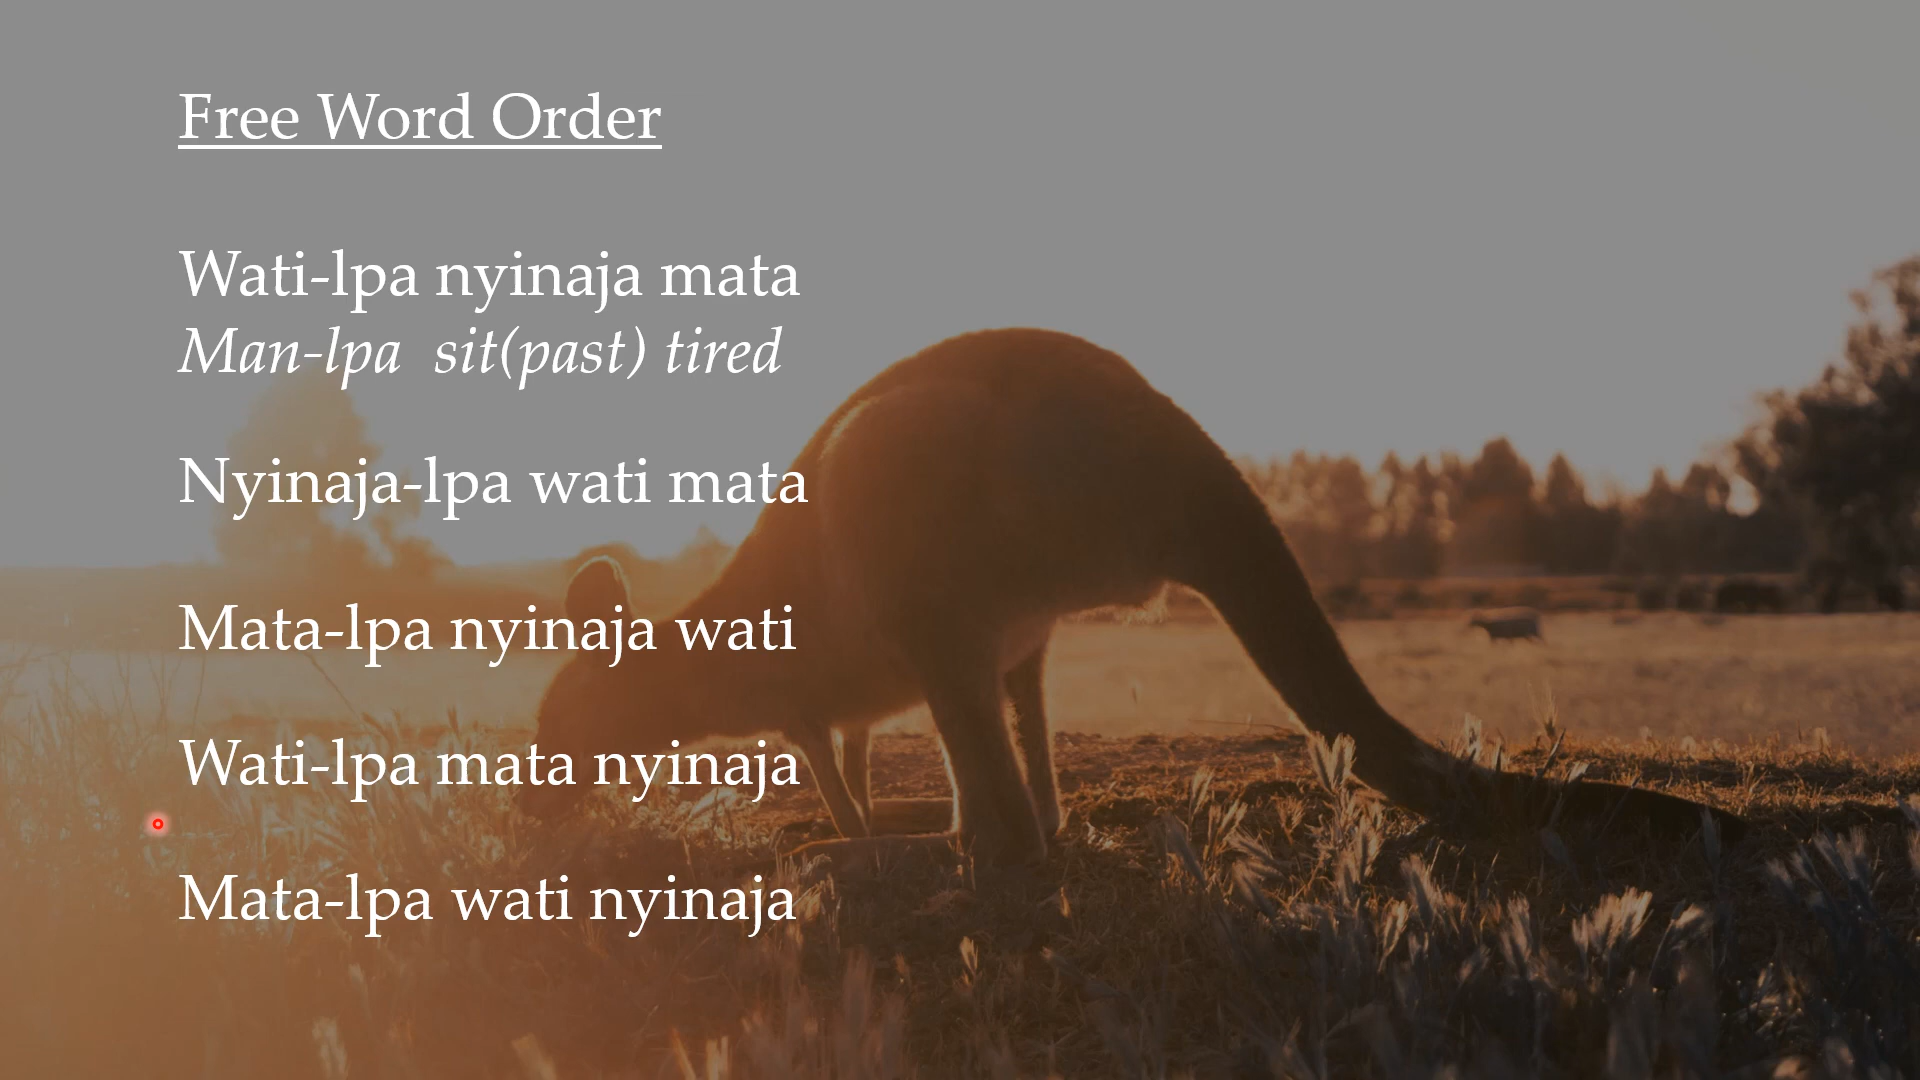 Free Word Order
Wati-lpa nyinaja mata
Man-lpa sit(past) tired
Nyinaja-lpa wati mata
Mata-lpa nyinaja wati
Wati-lpa mata nyinaja
Mata-lpa wati nyinaja